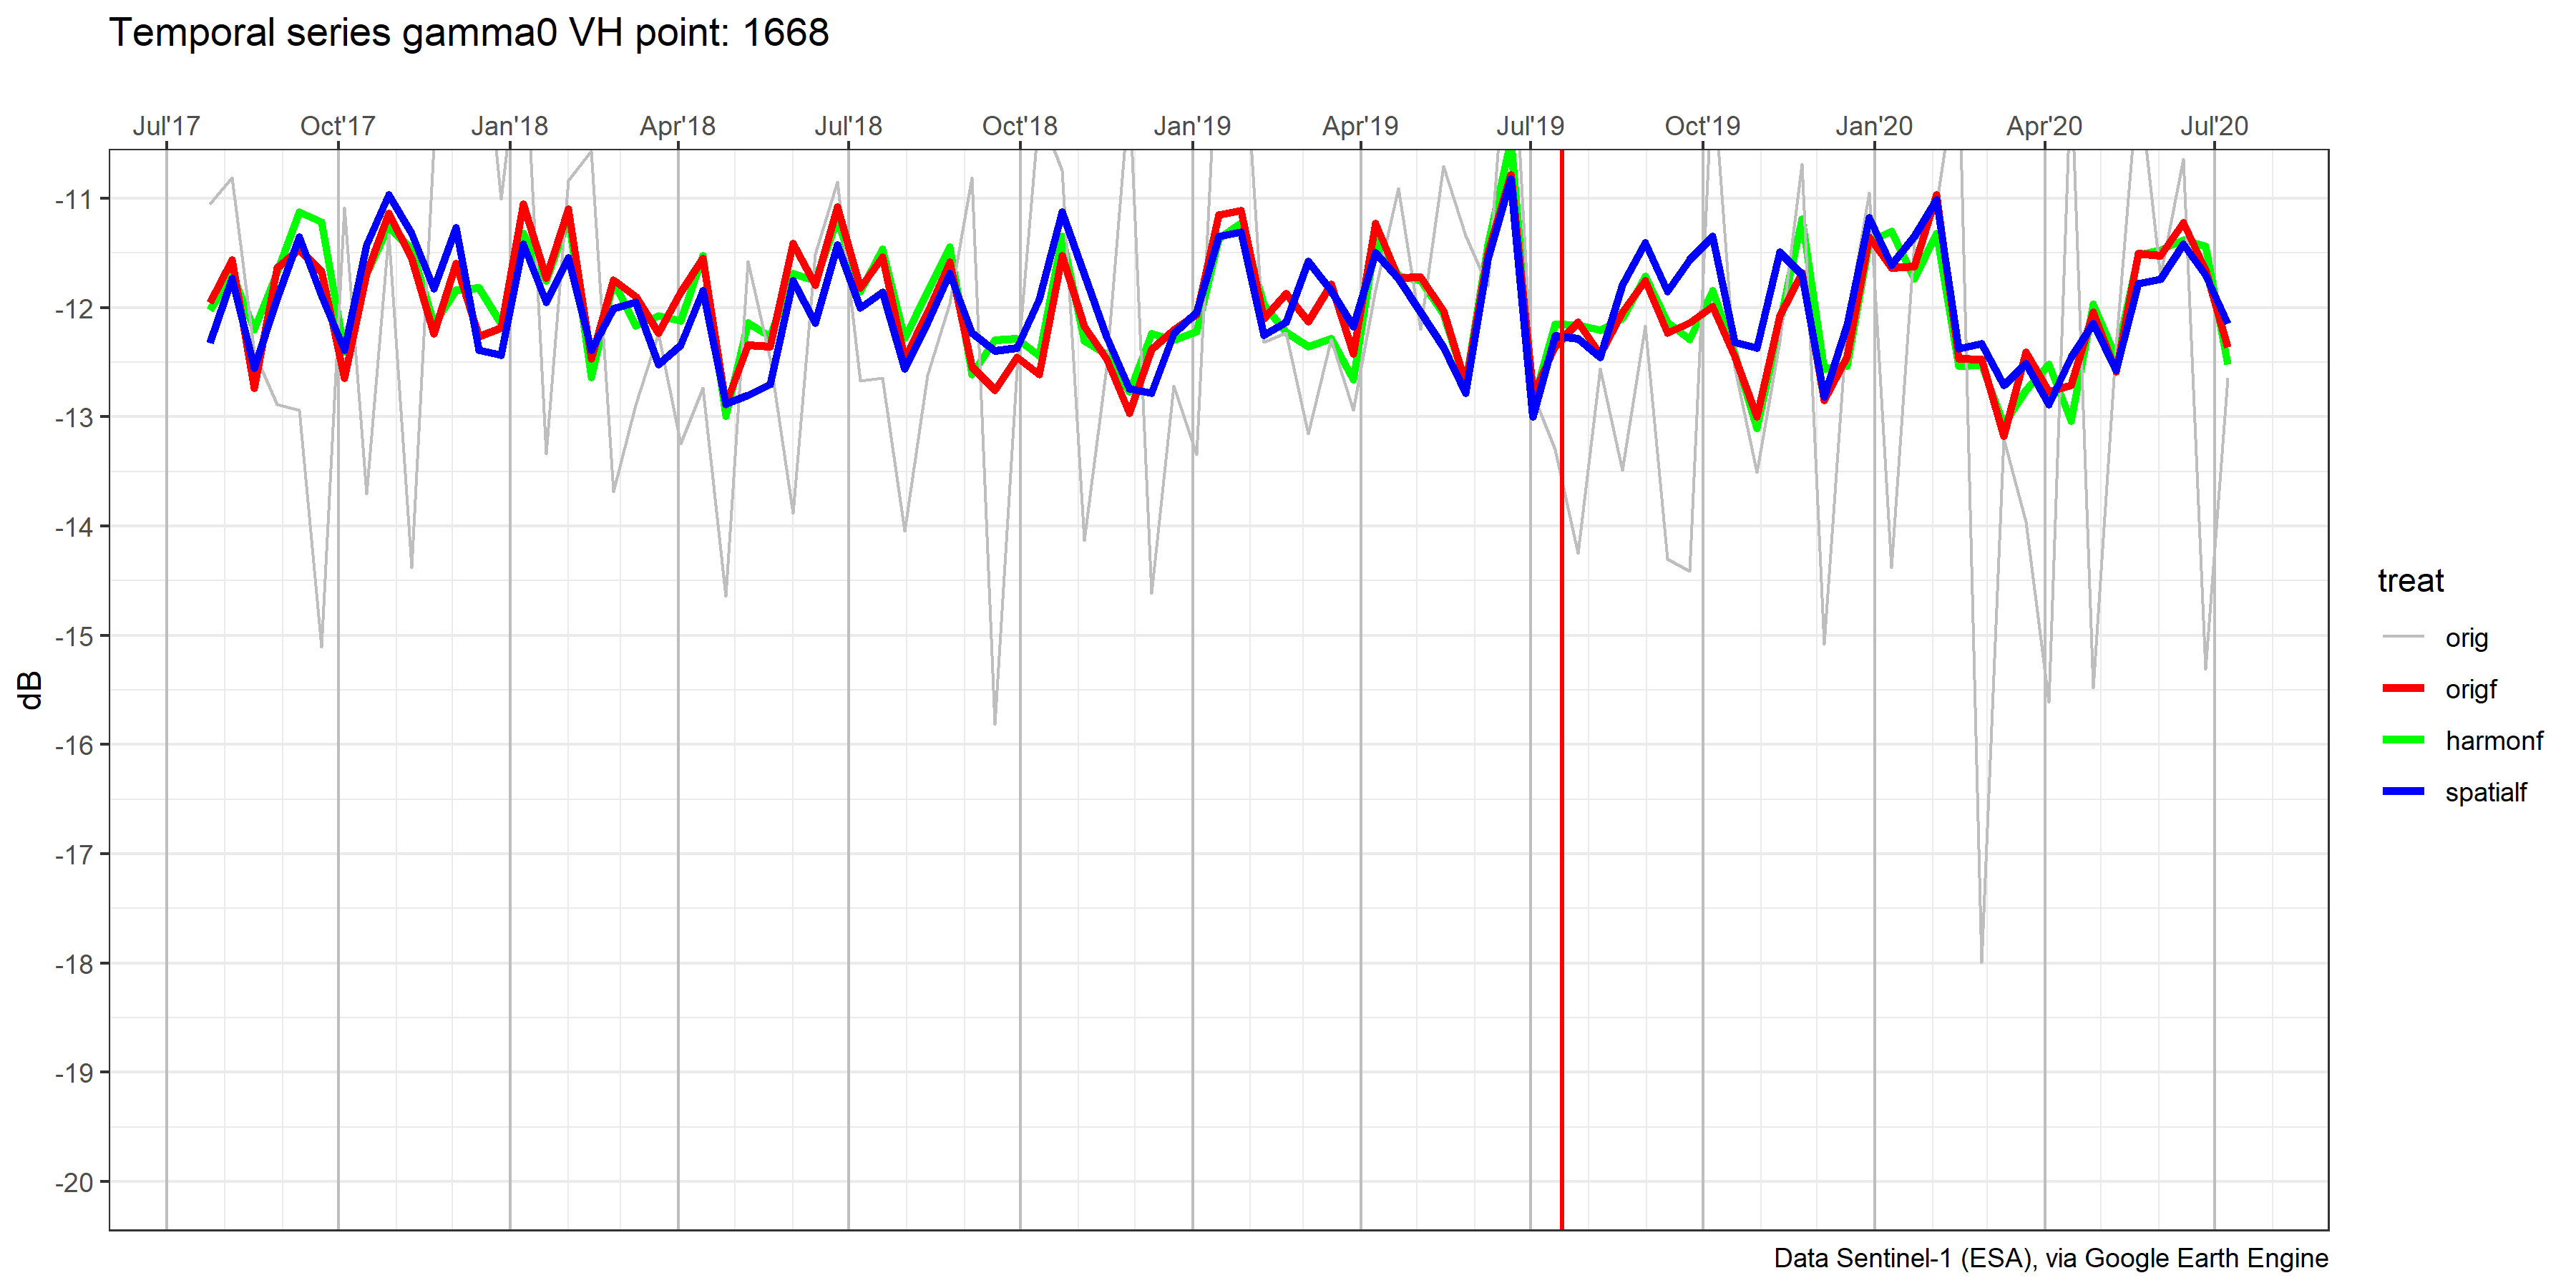 Temporal series gamma0 VH point: 1668
Jul'17 Oct'17 Jan'18 Apr'18 Jul'18 Oct'18 Jan'19 Apr'19 Jul'19 Oct'19 Jan'20 Apr'20 Jul'20
-11
-12
-13
-14
-15
-16
-17
-18
-19
-20
dB
treat
orig
origf
harmonf
spatialf
Data Sentinel-1 (ESA), via Google Earth Engine